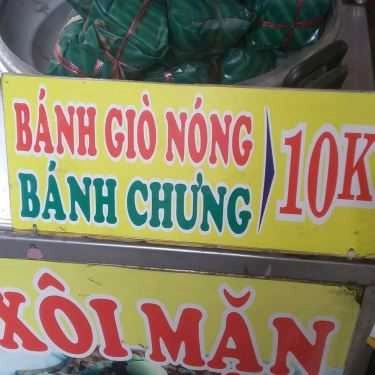 BÁNH GIÒ NÓNG
BÁNH CHƯNG
10K
XÔI MẶN